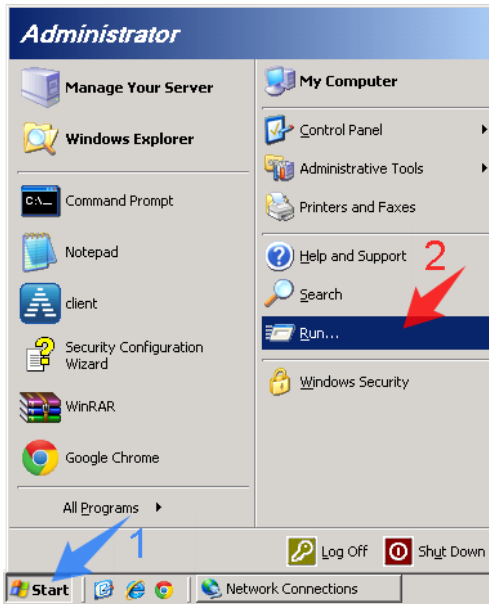 Administrator
Manage Your Server
Windows Explorer
C:\_
Command Prompt
Notepad
client
Security Configuration
Wizard
WinRAR
Google Chrome
All Programs
My Computer
Control Panel
Administrative Tools
Printers and Faxes
Help and Support
2
Search
Run...
Windows Security
1
Log Off
Shut Down
Start
Network Connections